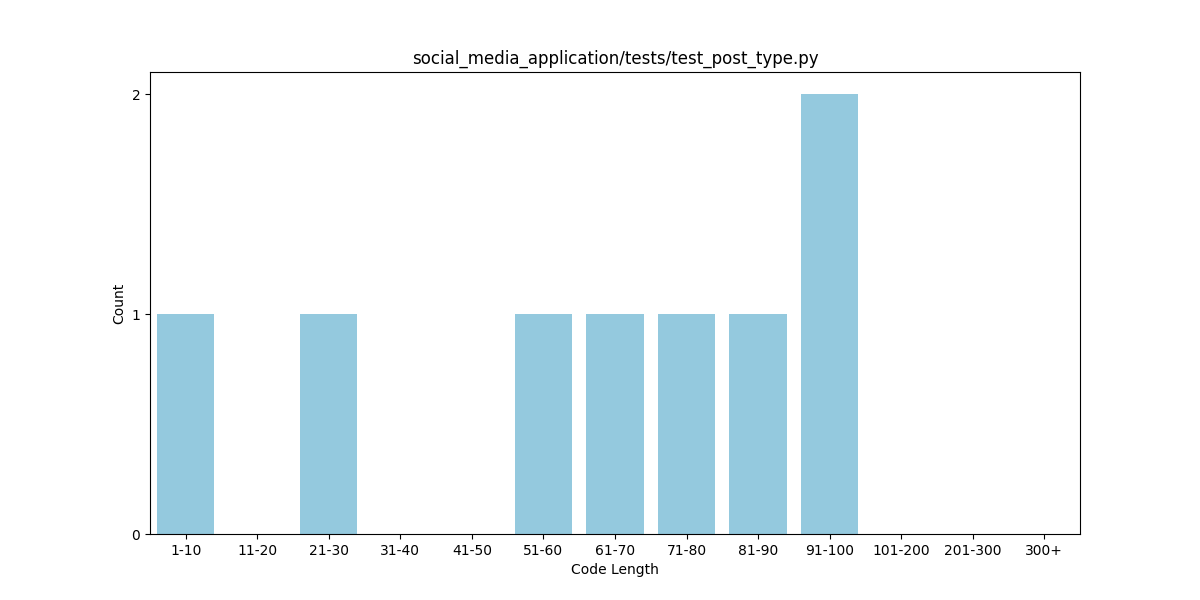 social_media_application/tests/test_post_type.py
Count
2
1
0
1-10 11-20 21-30 31-40 41-50 51-60 61-70 71-80 81-90 91-100 101-200 201-300 300+
Code Length